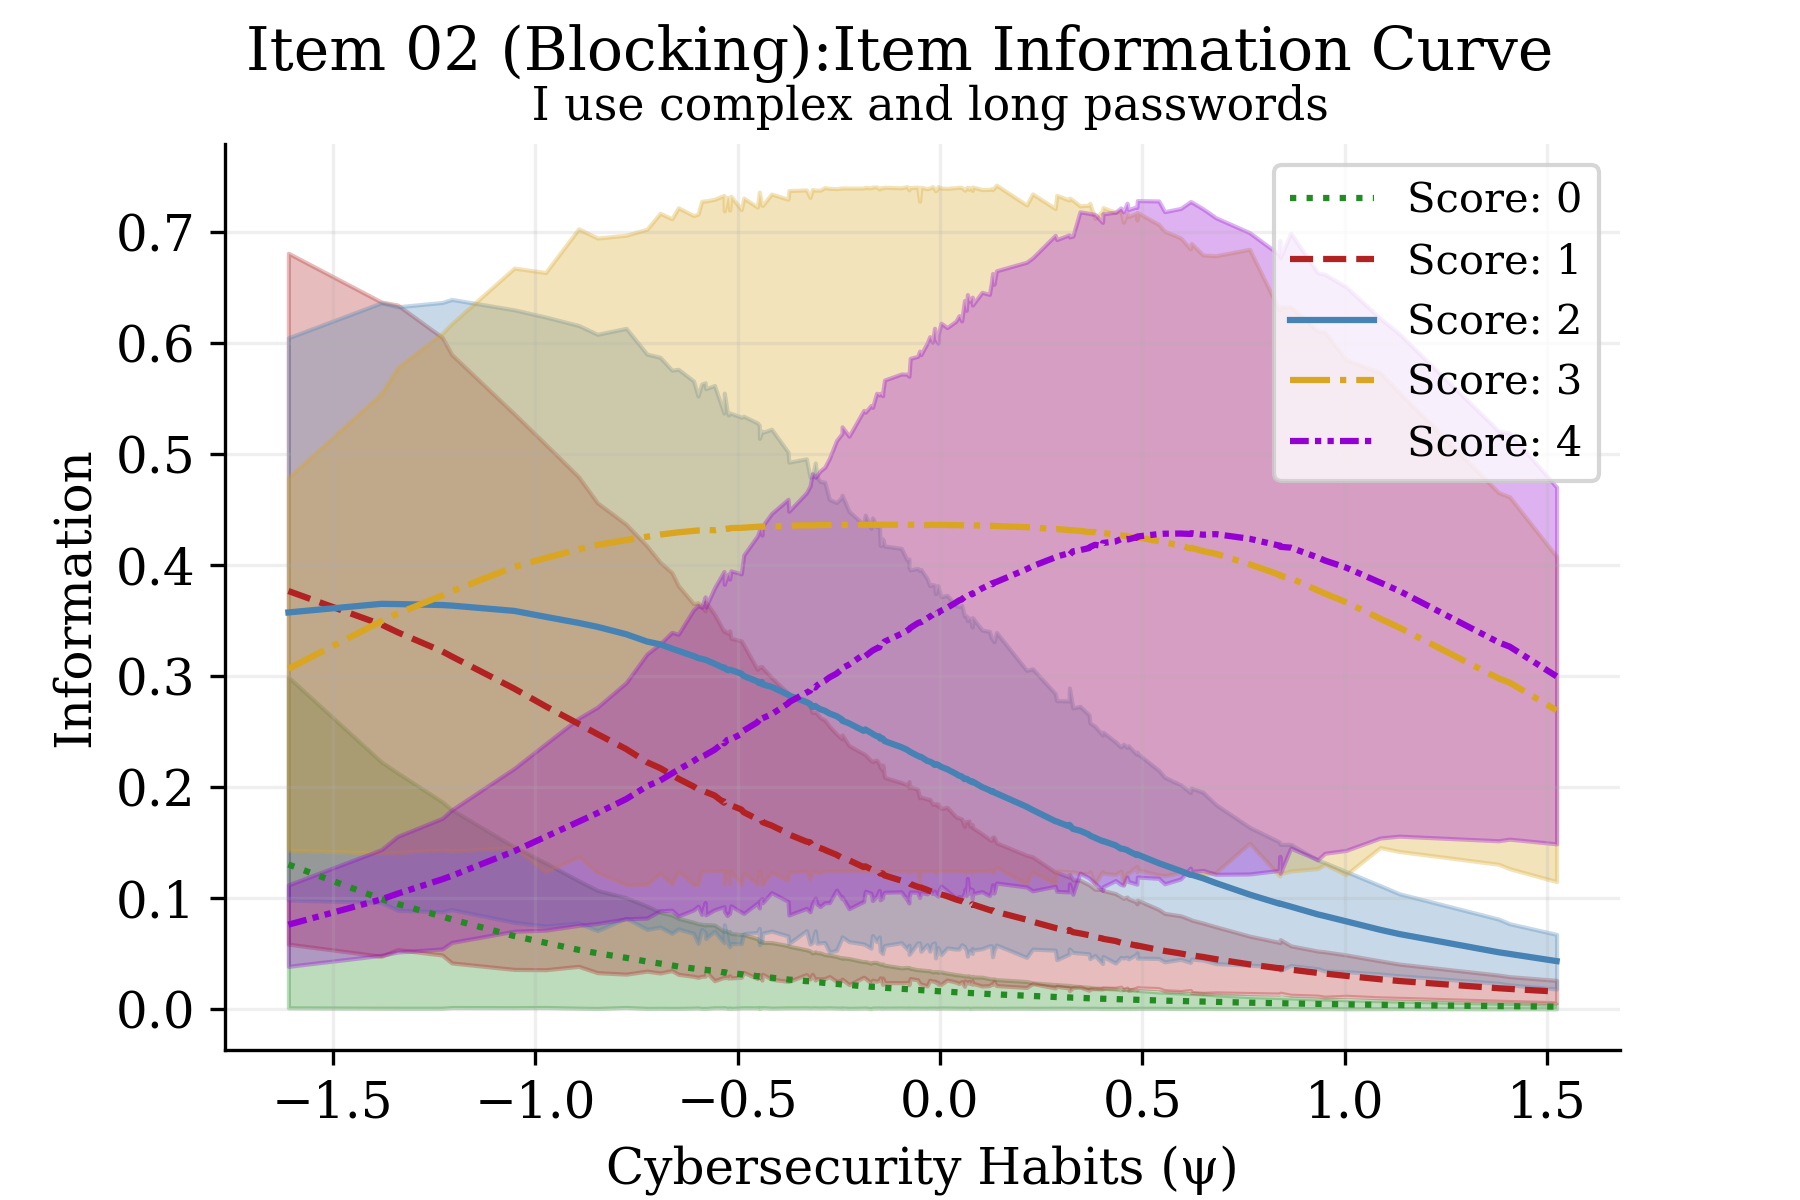 Item 02 (Blocking):Item Information Curve
I use complex and long passwords
Score: 0
Score: 1
Score: 2
Score: 3
Score: 4
Information
0.7
0.6
0.5
0.4
0.3
0.2
0.1
0.0
−1.5 −1.0 −0.5 0.0 0.5 1.0 1.5
Cybersecurity Habits (ψ)